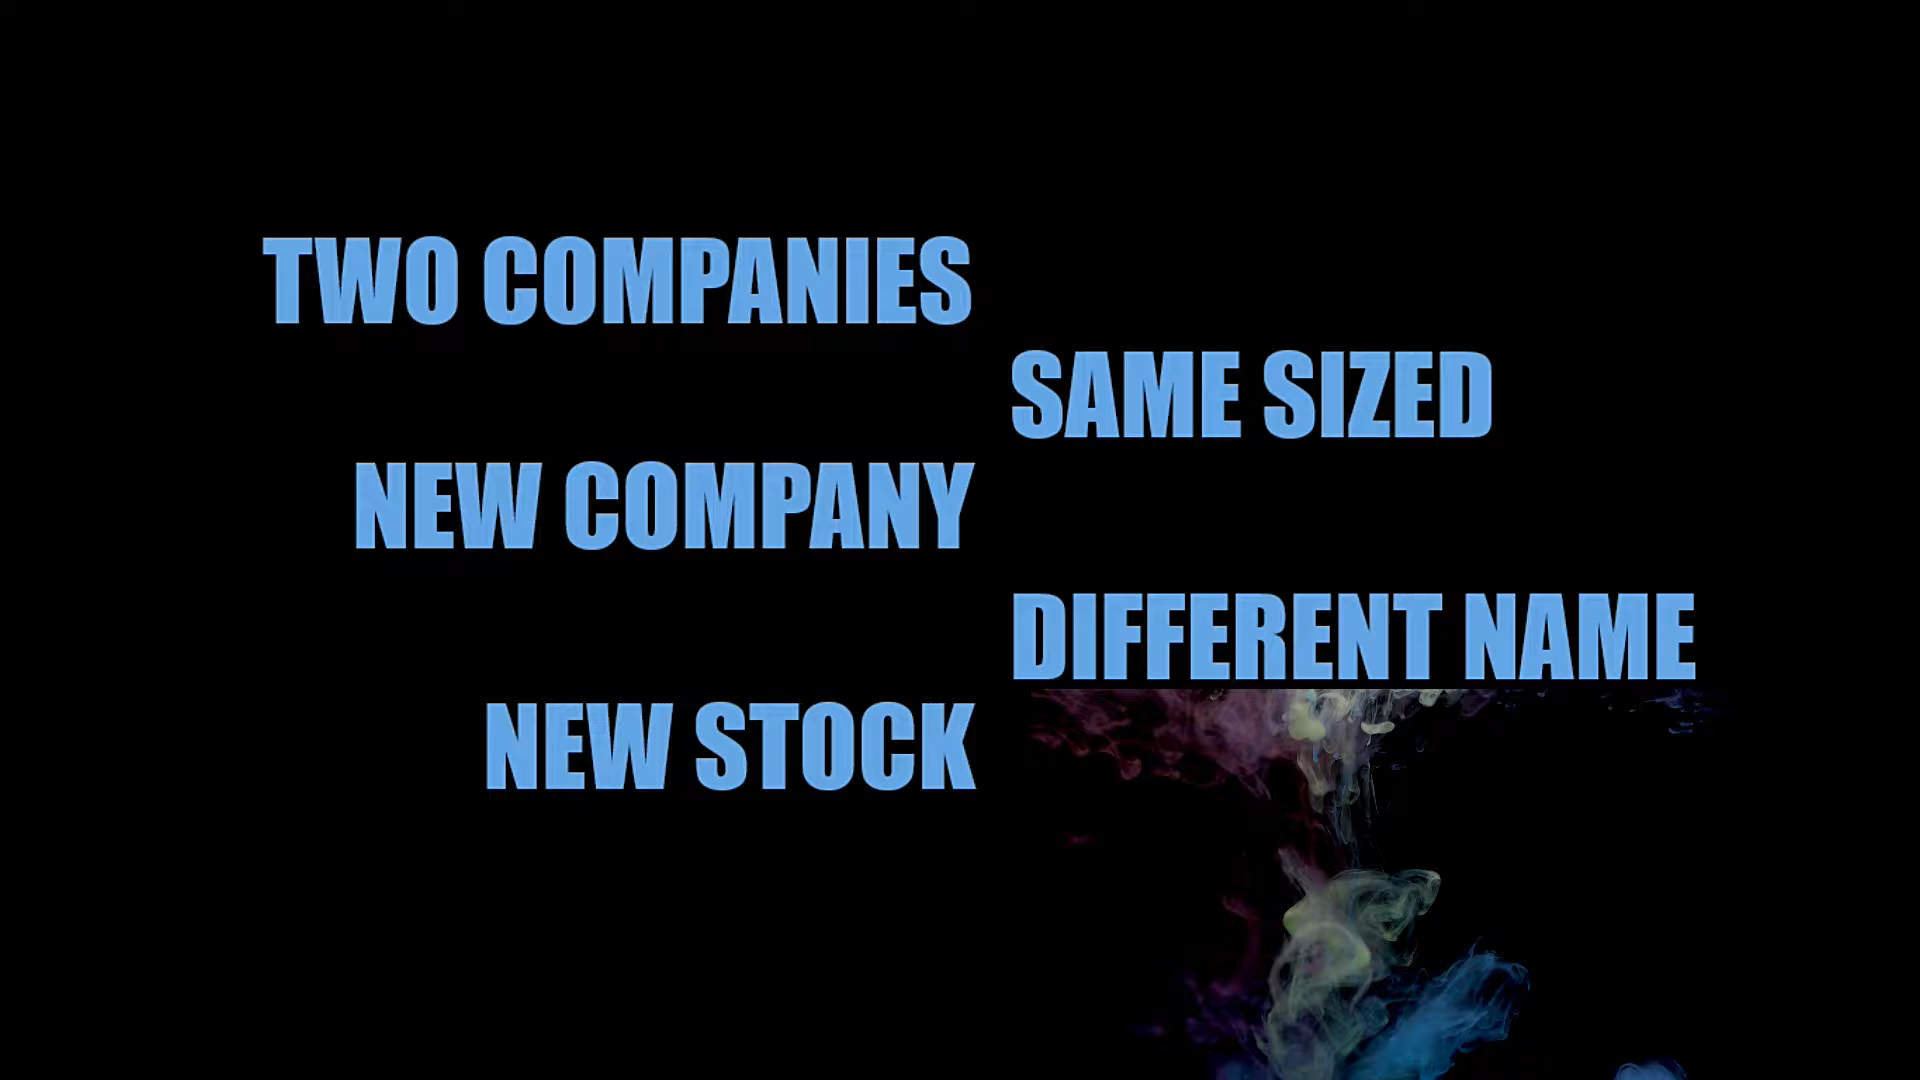 TWO COMPANIES
SAME SIZED
NEW COMPANY
DIFFERENT NAME
NEW STOCK